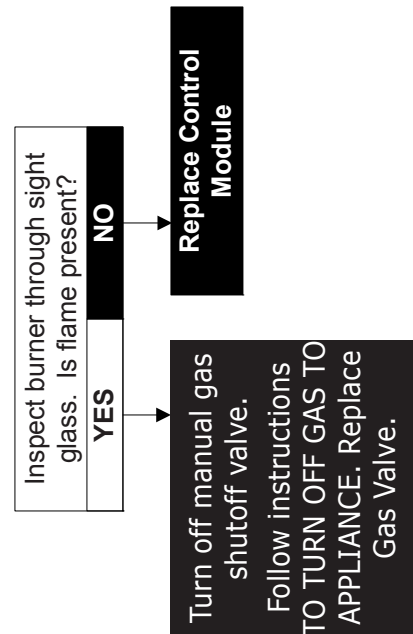 Inspect burner through sight
glass. Is flame present?
YES
NO
Turn off manual gas
shutoff valve.
Follow instructions
TO TURN OFF GAS TO
APPLIANCE. Replace
Gas Valve.
Replace Control
Module